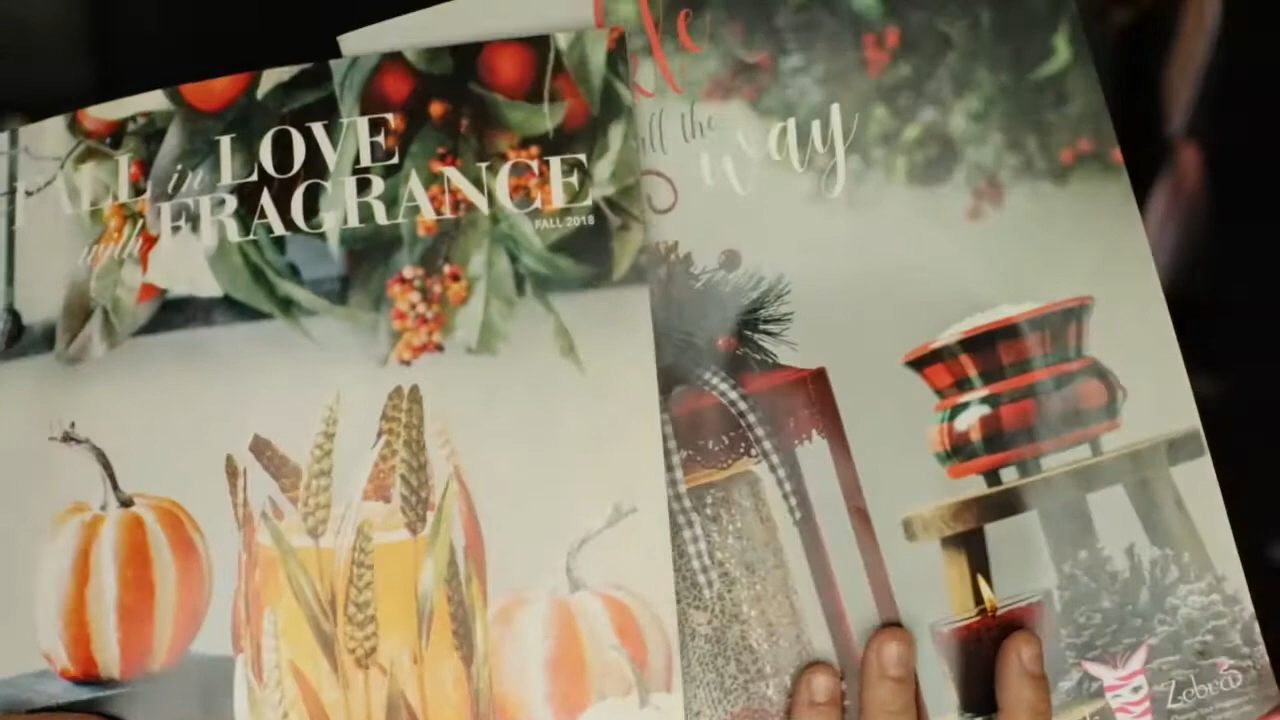 FALL in LOVE
with FRAGRANCE
FALL 2018
all the
way
Zebra